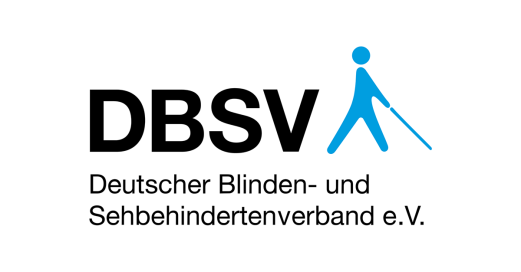 DBSV
Deutscher Blinden- und
Sehbehindertenverband e.V.